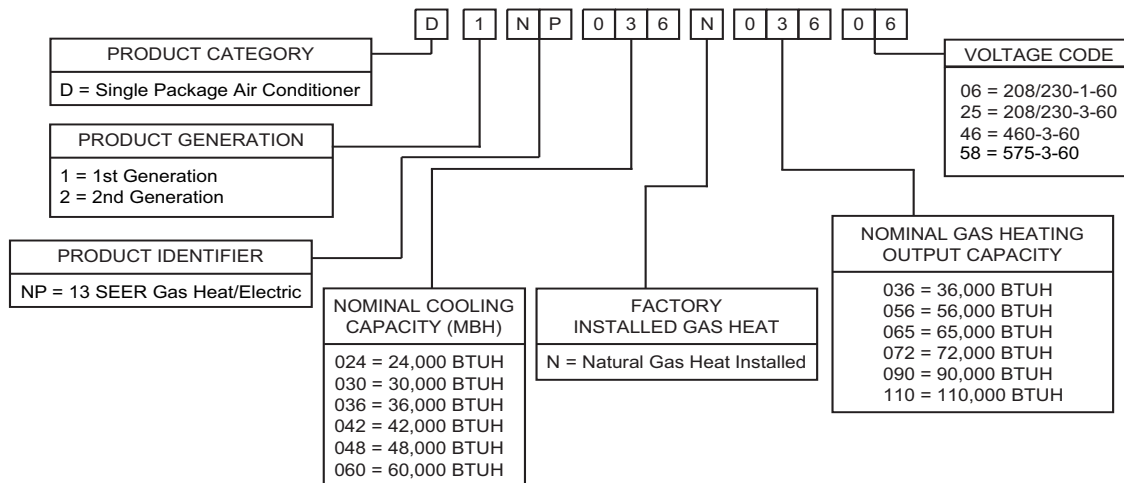 D 1 N P 0 3 6 N 0 3 6 0 6
PRODUCT CATEGORY
D = Single Package Air Conditioner
PRODUCT GENERATION
1 = 1st Generation
2 = 2nd Generation
PRODUCT IDENTIFIER
NP = 13 SEER Gas Heat/Electric
NOMINAL COOLING
CAPACITY (MBH)
024 = 24,000 BTUH
030 = 30,000 BTUH
036 = 36,000 BTUH
042 = 42,000 BTUH
048 = 48,000 BTUH
060 = 60,000 BTUH
FACTORY
INSTALLED GAS HEAT
N = Natural Gas Heat Installed
NOMINAL GAS HEATING
OUTPUT CAPACITY
036 = 36,000 BTUH
056 = 56,000 BTUH
065 = 65,000 BTUH
072 = 72,000 BTUH
090 = 90,000 BTUH
110 = 110,000 BTUH
VOLTAGE CODE
06 = 208/230-1-60
25 = 208/230-3-60
46 = 460-3-60
58 = 575-3-60